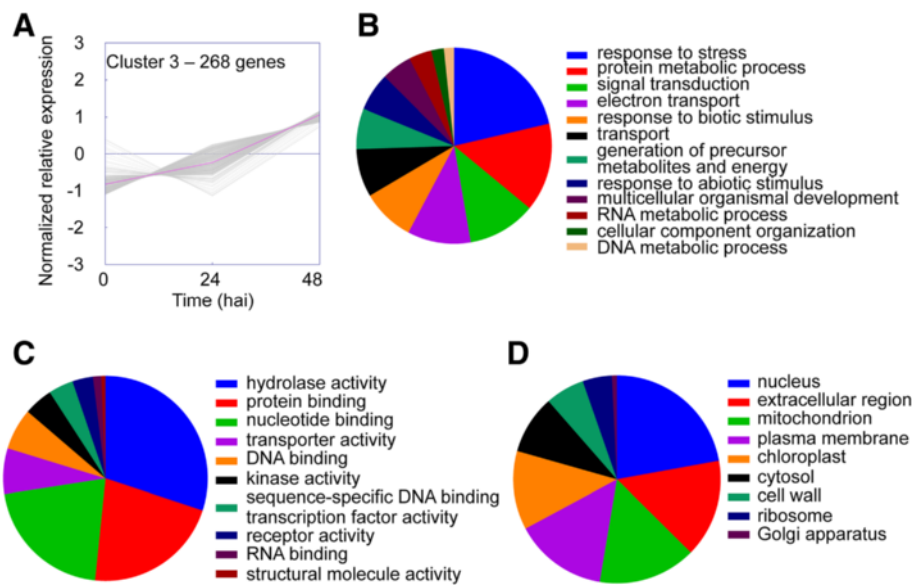 A
Normalized relative expression
3
2
1
0
-1
-2
-3
Cluster 3 – 268 genes
0
24
48
Time (hai)
B
response to stress
protein metabolic process
signal transduction
electron transport
response to biotic stimulus
transport
generation of precursor
metabolites and energy
response to abiotic stimulus
multicellular organismal development
RNA metabolic process
cellular component organization
DNA metabolic process
C
hydrolase activity
protein binding
nucleotide binding
transporter activity
DNA binding
kinase activity
sequence-specific DNA binding
transcription factor activity
receptor activity
RNA binding
structural molecule activity
D
nucleus
extracellular region
mitochondrion
plasma membrane
chloroplast
cytosol
cell wall
ribosome
Golgi apparatus